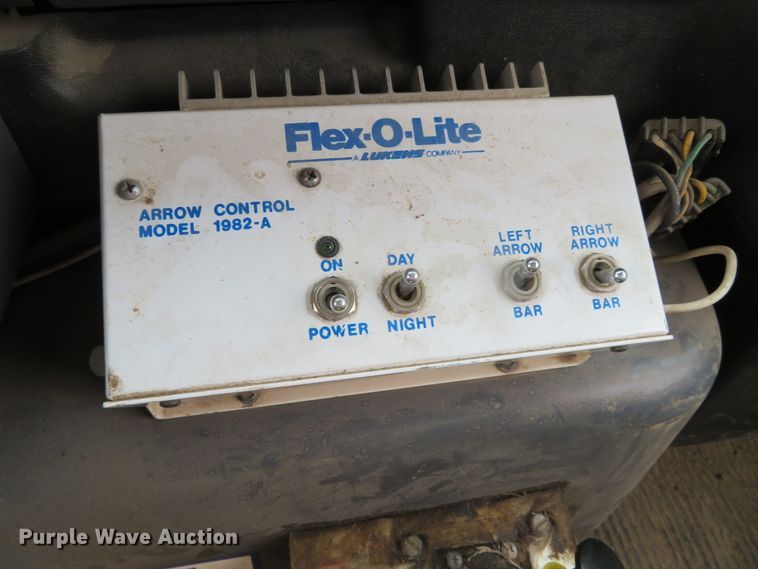 Flex-O-Lite
A LUKENS COMPANY
ARROW CONTROL
MODEL 1982-A
ON
POWER
DAY
NIGHT
LEFT
ARROW
BAR
RIGHT
ARROW
BAR
Purple Wave Auction